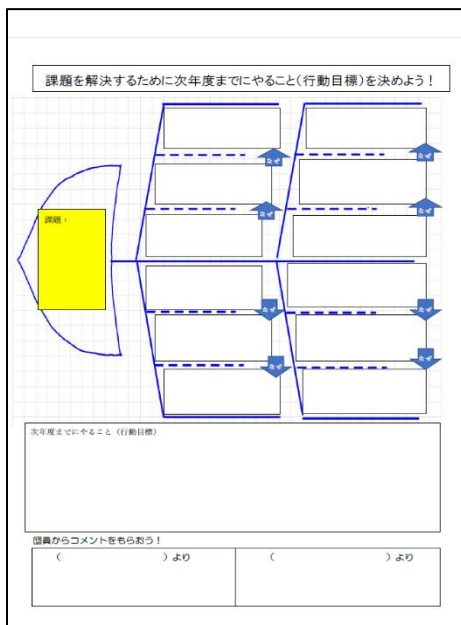 課題を解決するために次年度までにやること(行動目標)を決めよう！
課題：
次年度までにやること（行動目標）
団員からコメントをもらおう！
（　　　　　　　　　）より
（　　　　　　　　　）より